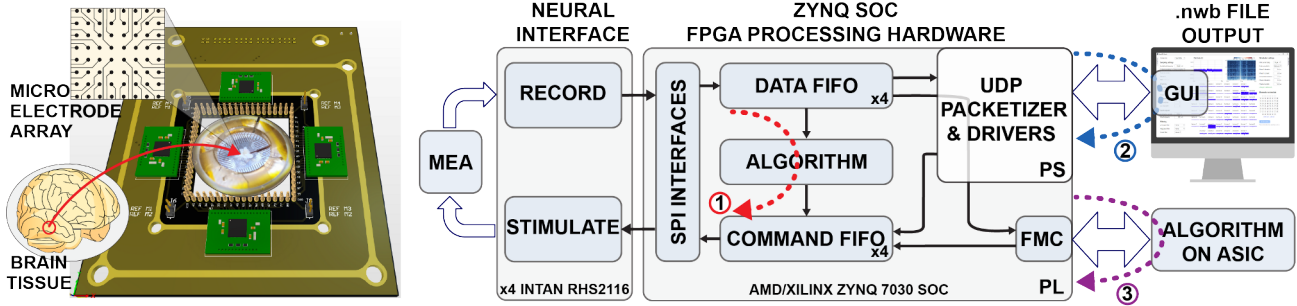 MICRO
ELECTRODE
ARRAY
BRAIN
TISSUE
NEURAL
INTERFACE
MEA
RECORD
STIMULATE
x4 INTAN RHS2116
ZYNQ SOC
FPGA PROCESSING HARDWARE
SPI INTERFACES
DATA FIFO
x4
ALGORITHM
1
COMMAND FIFO
x4
UDP
PACKETIZER
& DRIVERS
PS
FMC
PL
AMD/XILINX ZYNQ 7030 SOC
.nwb FILE
OUTPUT
GUI
2
ALGORITHM
ON ASIC
3